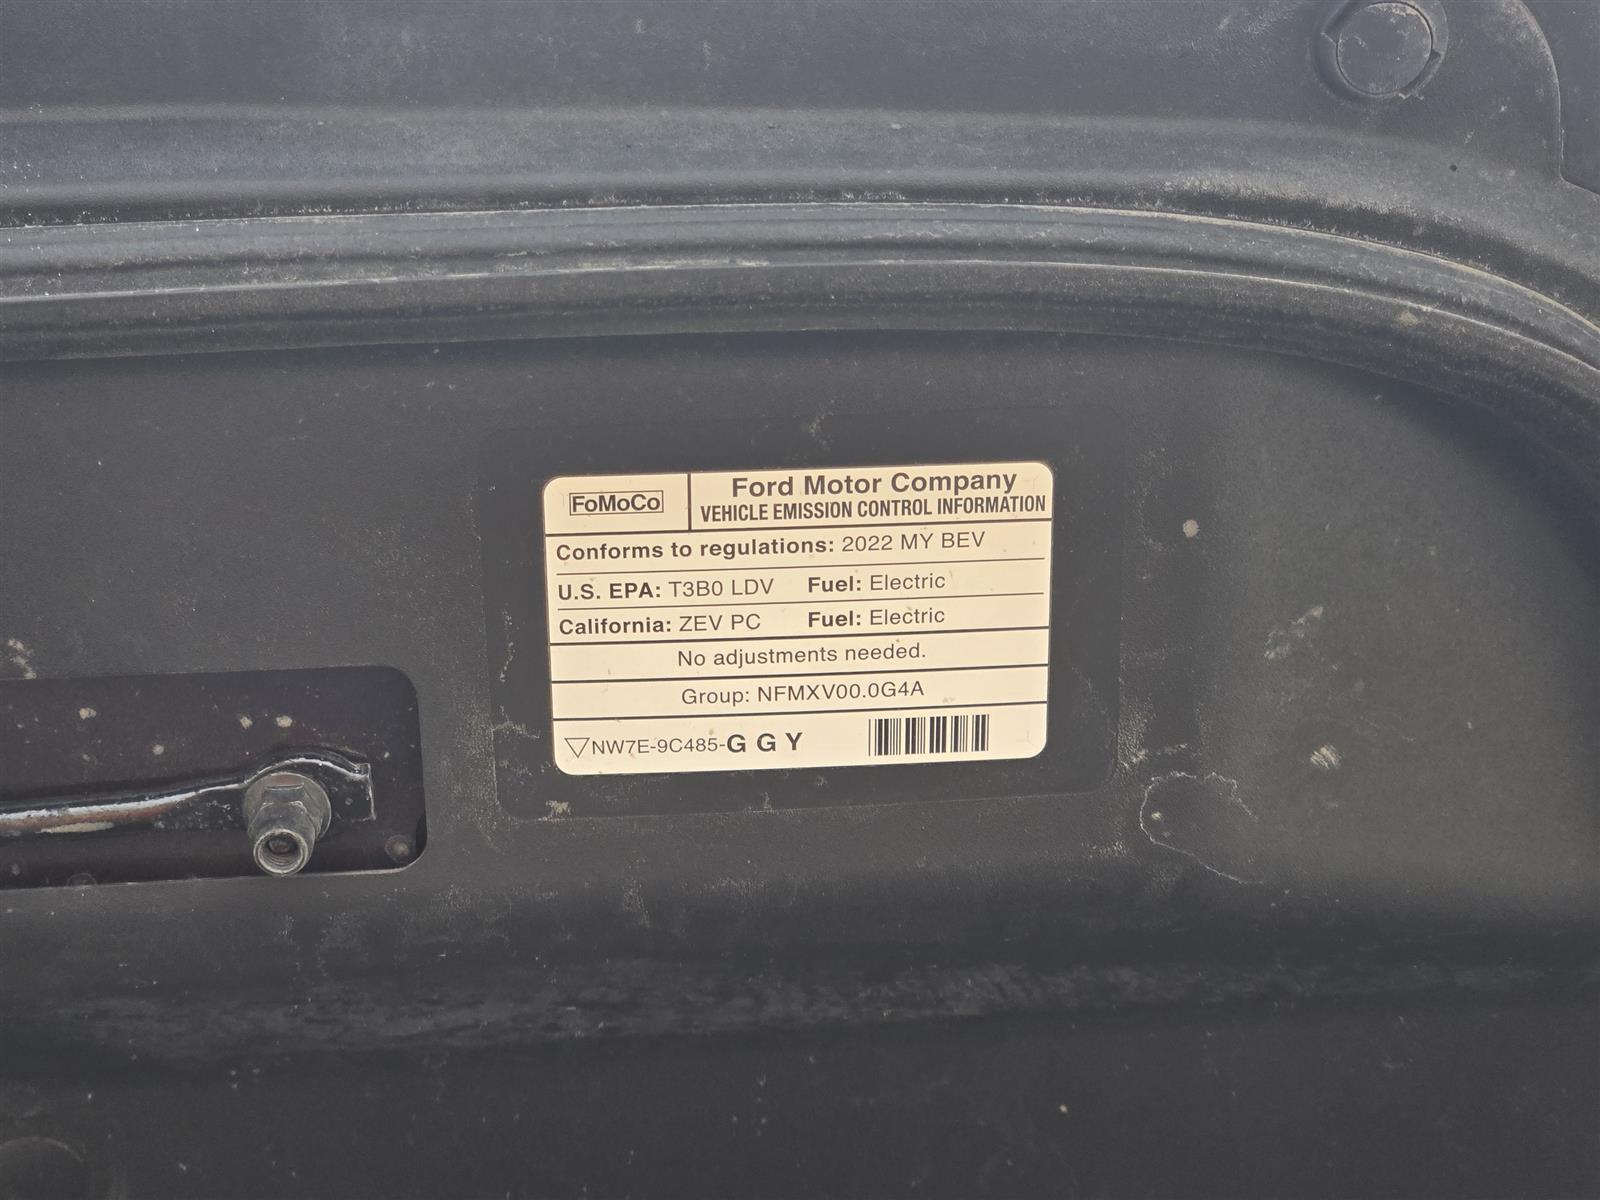 FoMoCo
Ford Motor Company
VEHICLE EMISSION CONTROL INFORMATION
Conforms to regulations: 2022 MY BEV
U.S. EPA: T3B0 LDV Fuel: Electric
California: ZEV PC Fuel: Electric
No adjustments needed.
Group: NFMXV00.0G4A
NW7E-9C485-G G Y